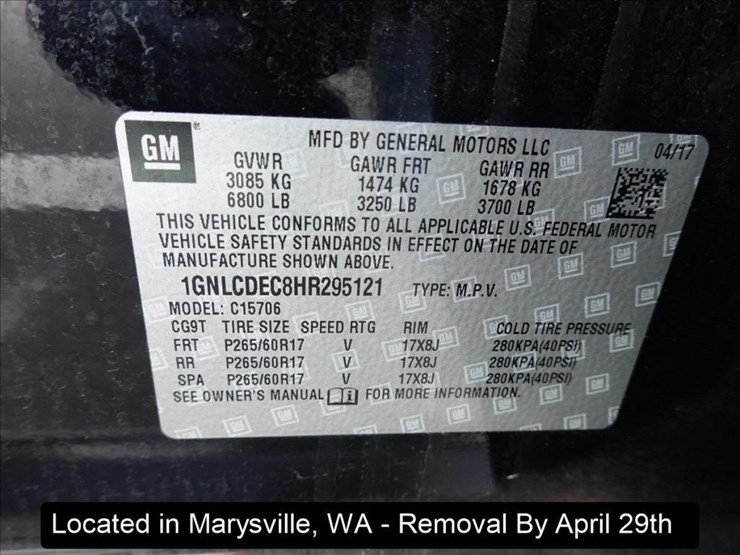 GM®
MFD BY GENERAL MOTORS LLC 04/17
GVWR GAWR FRT GAWR RR
3085 KG 1474 KG 1678 KG
6800 LB 3250 LB 3700 LB
THIS VEHICLE CONFORMS TO ALL APPLICABLE U.S. FEDERAL MOTOR
VEHICLE SAFETY STANDARDS IN EFFECT ON THE DATE OF
MANUFACTURE SHOWN ABOVE.
1GNLCDEC8HR295121 TYPE: M.P.V.
MODEL: C15706
CG9T TIRE SIZE SPEED RTG RIM COLD TIRE PRESSURE
FRT P265/60R17 V 17X8J 280KPA(40PSI)
RR P265/60R17 V 17X8J 280KPA(40PSI)
SPA P265/60R17 V 17X8J 280KPA(40PSI)
SEE OWNER'S MANUAL i FOR MORE INFORMATION.
Located in Marysville, WA - Removal By April 29th